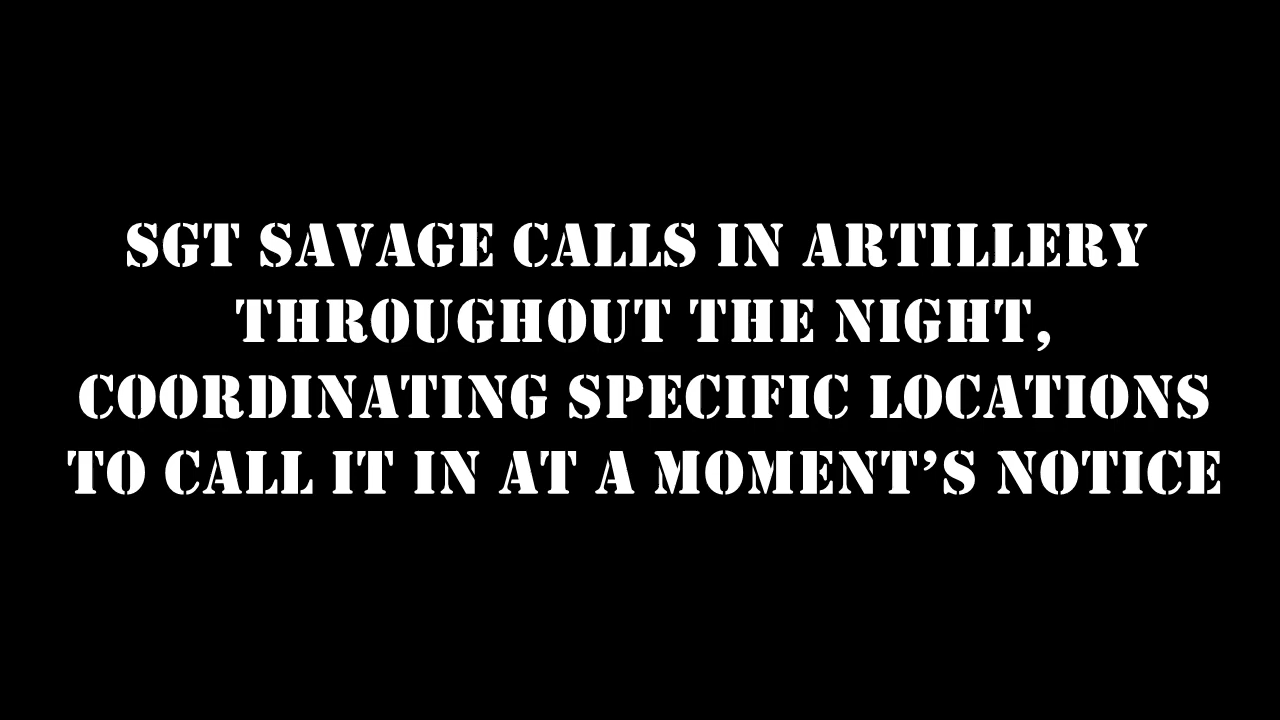 SGT SAVAGE CALLS IN ARTILLERY
THROUGHOUT THE NIGHT,
COORDINATING SPECIFIC LOCATIONS
TO CALL IT IN AT A MOMENT’S NOTICE